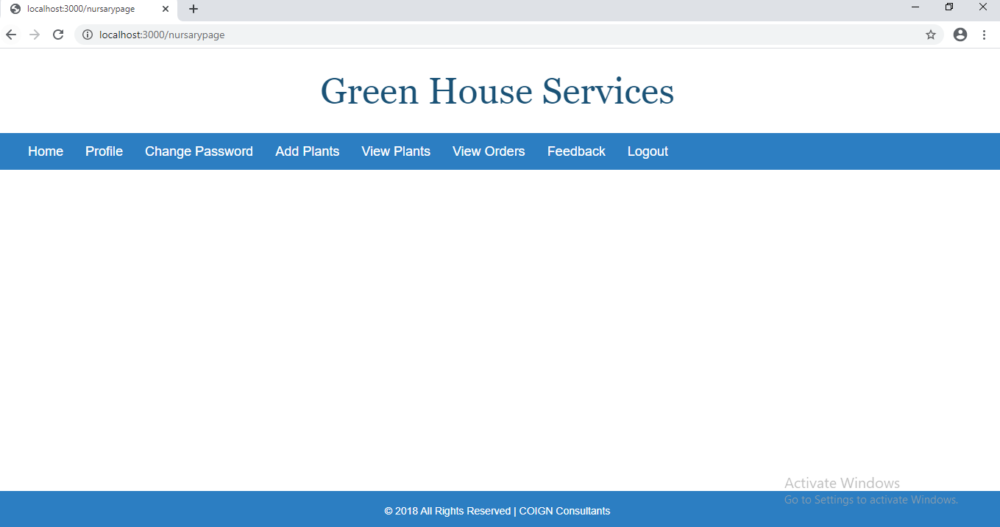 localhost:3000/nursarypage
localhost:3000/nursarypage
Green House Services
Home Profile Change Password Add Plants View Plants View Orders Feedback Logout
Activate Windows
Go to Settings to activate Windows.
© 2018 All Rights Reserved | COIGN Consultants